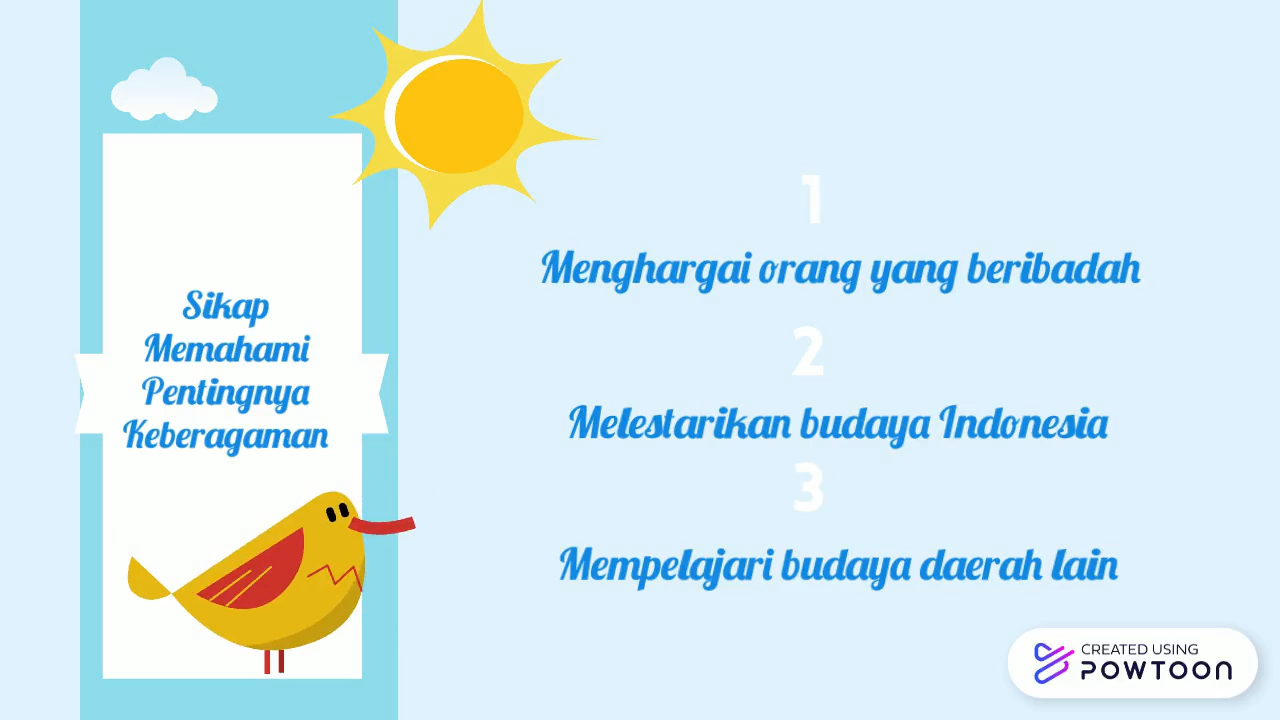 Sikap
Memahami
Pentingnya
Keberagaman
1
Menghargai orang yang beribadah
2
Melestarikan budaya Indonesia
3
Mempelajari budaya daerah lain
CREATED USING
POWTOON